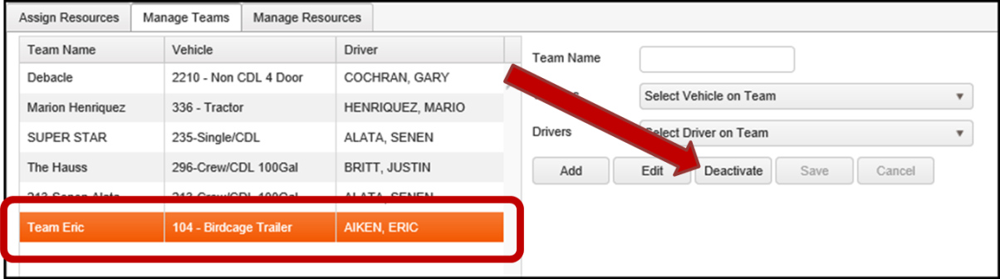 Assign Resources Manage Teams Manage Resources
Team Name Vehicle Driver
Debacle 2210 - Non CDL 4 Door COCHRAN, GARY
Marion Henriquez 336 - Tractor HENRIQUEZ, MARIO
SUPER STAR 235-Single/CDL ALATA, SENEN
The Hauss 296-Crew/CDL 100Gal BRITT, JUSTIN
213 Senen Alata 213-Crew/CDL 100Gal ALATA, SENEN
Team Eric 104 - Birdcage Trailer AIKEN, ERIC
Team Name
Select Vehicle on Team
Drivers Select Driver on Team
Add Edit Deactivate Save Cancel